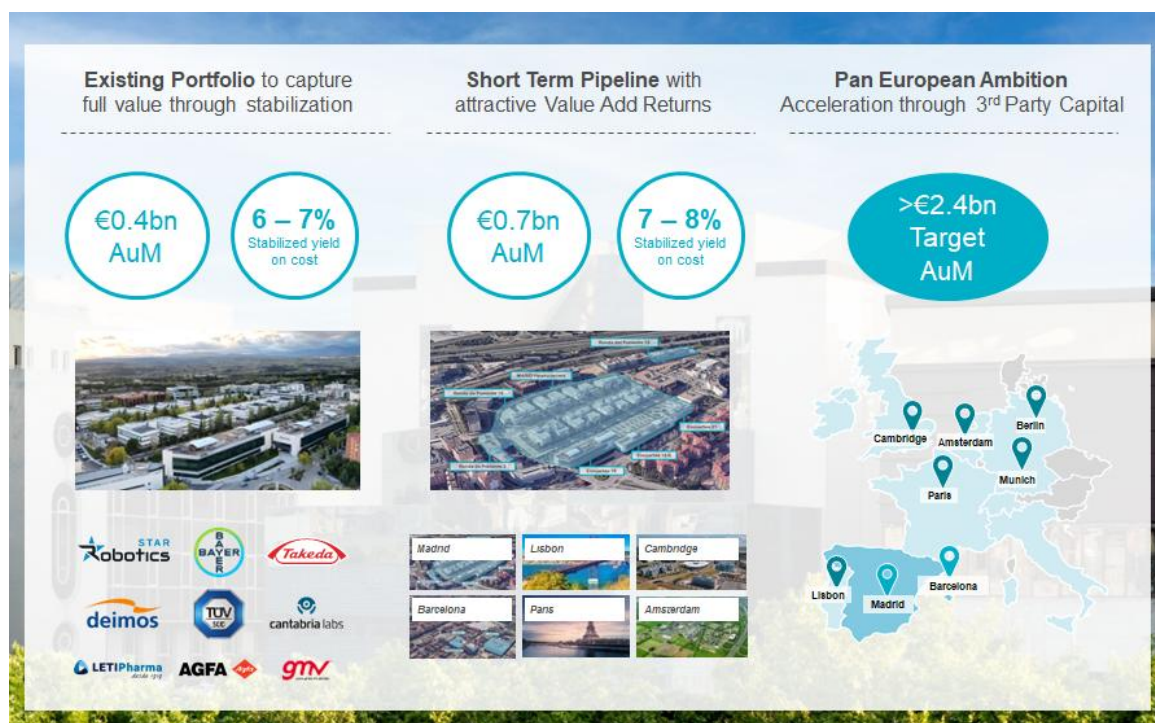 Existing Portfolio to capture
full value through stabilization
€0.4bn
AuM
6 – 7%
Stabilized yield
on cost
STAR
Robotics
BAYER
BAYER
Takeda
deimos
TÜV
SÜD
cantabria labs
LETIPharma
desde 1919
AGFA
gmv
Short Term Pipeline with
attractive Value Add Returns
€0.7bn
AuM
7 – 8%
Stabilized yield
on cost
Madrid
Lisbon
Cambridge
Barcelona
Paris
Amsterdam
Pan European Ambition
Acceleration through 3rd Party Capital
>€2.4bn
Target
AuM
Cambridge
Amsterdam
Berlin
Paris
Munich
Lisbon
Madrid
Barcelona